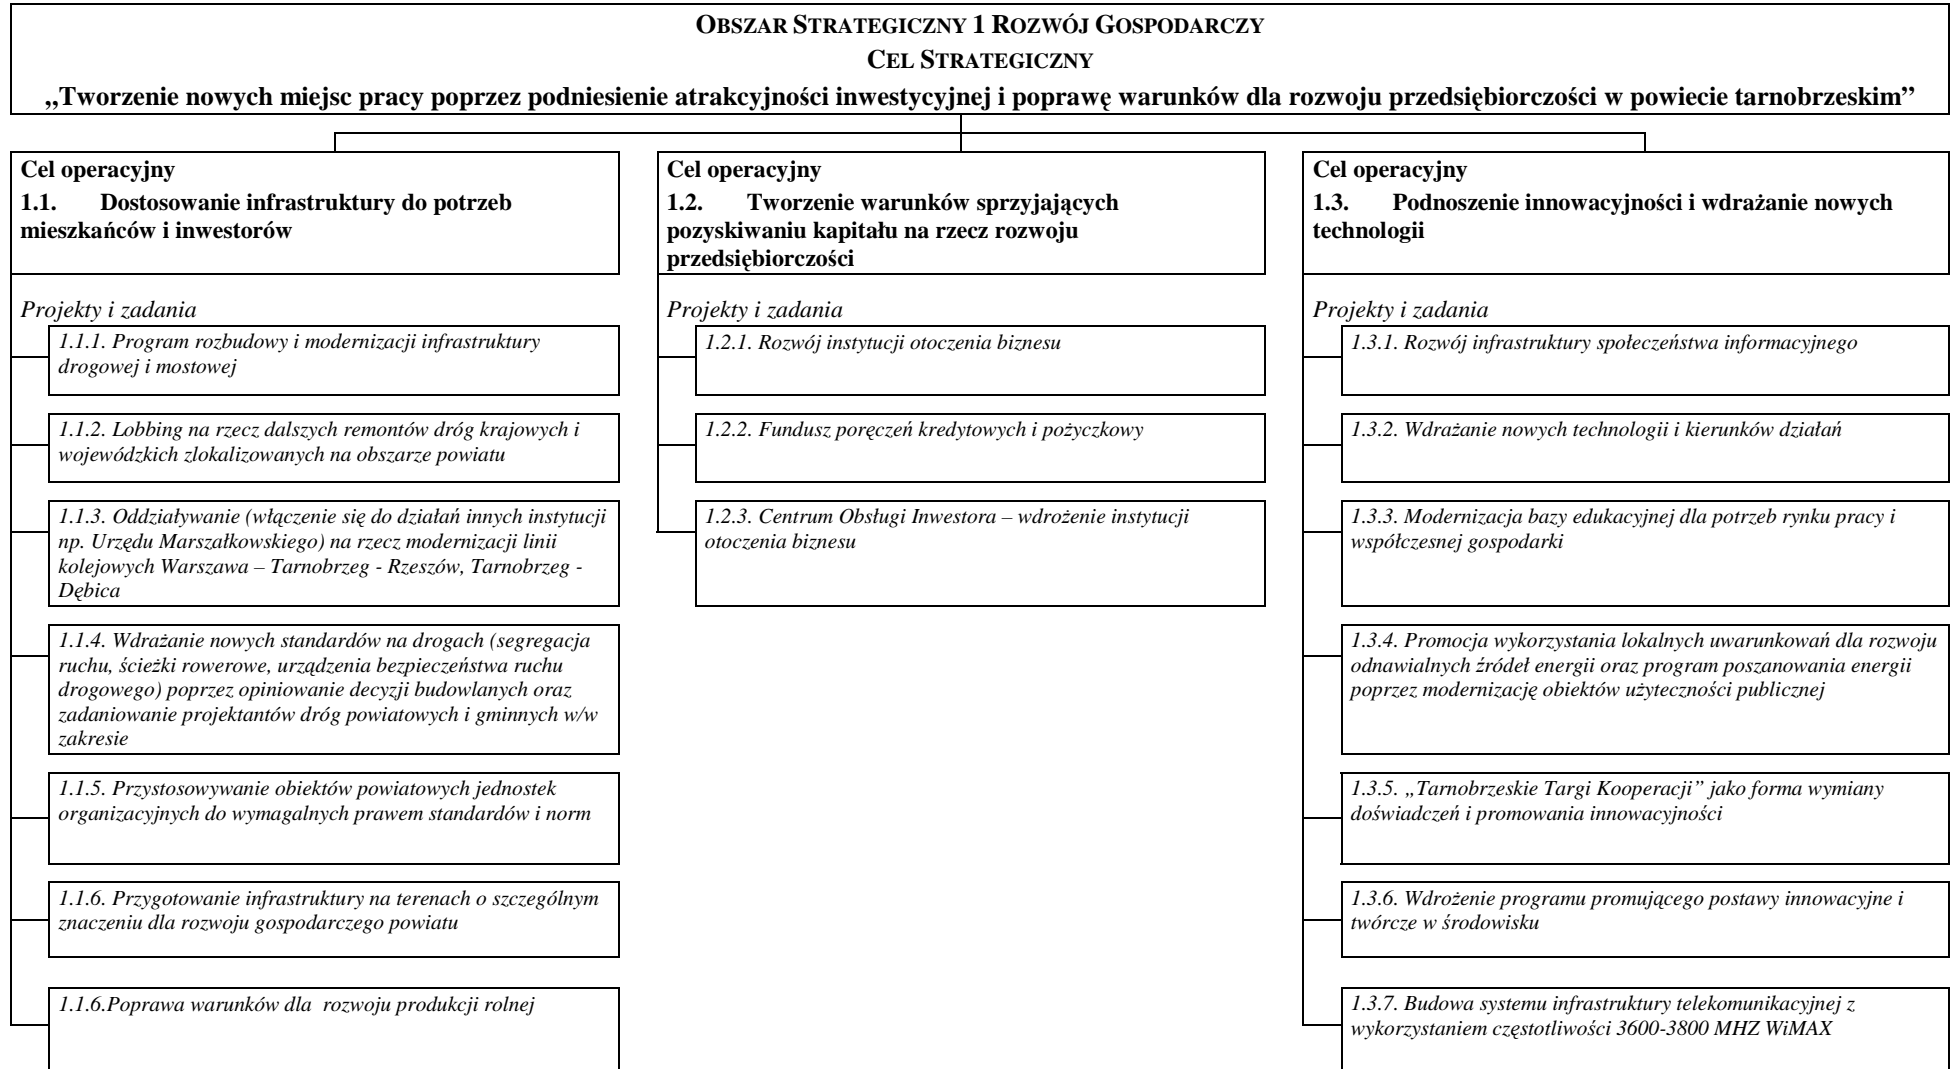 OBSZAR STRATEGICZNY 1 ROZWÓJ GOSPODARCZY
CEL STRATEGICZNY
„Tworzenie nowych miejsc pracy poprzez podniesienie atrakcyjności inwestycyjnej i poprawę warunków dla rozwoju przedsiębiorczości w powiecie tarnobrzeskim”
Cel operacyjny
1.1. Dostosowanie infrastruktury do potrzeb
mieszkańców i inwestorów
Projekty i zadania
1.1.1. Program rozbudowy i modernizacji infrastruktury
drogowej i mostowej
1.1.2. Lobbing na rzecz dalszych remontów dróg krajowych i
wojewódzkich zlokalizowanych na obszarze powiatu
1.1.3. Oddziaływanie (włączenie się do działań innych instytucji
np. Urzędu Marszałkowskiego) na rzecz modernizacji linii
kolejowych Warszawa – Tarnobrzeg - Rzeszów, Tarnobrzeg -
Dębica
1.1.4. Wdrażanie nowych standardów na drogach (segregacja
ruchu, ścieżki rowerowe, urządzenia bezpieczeństwa ruchu
drogowego) poprzez opiniowanie decyzji budowlanych oraz
zadaniowanie projektantów dróg powiatowych i gminnych w/w
zakresie
1.1.5. Przystosowywanie obiektów powiatowych jednostek
organizacyjnych do wymagalnych prawem standardów i norm
1.1.6. Przygotowanie infrastruktury na terenach o szczególnym
znaczeniu dla rozwoju gospodarczego powiatu
1.1.6.Poprawa warunków dla rozwoju produkcji rolnej
Cel operacyjny
1.2. Tworzenie warunków sprzyjających
pozyskiwaniu kapitału na rzecz rozwoju
przedsiębiorczości
Projekty i zadania
1.2.1. Rozwój instytucji otoczenia biznesu
1.2.2. Fundusz poręczeń kredytowych i pożyczkowy
1.2.3. Centrum Obsługi Inwestora – wdrożenie instytucji
otoczenia biznesu
Cel operacyjny
1.3. Podnoszenie innowacyjności i wdrażanie nowych
technologii
Projekty i zadania
1.3.1. Rozwój infrastruktury społeczeństwa informacyjnego
1.3.2. Wdrażanie nowych technologii i kierunków działań
1.3.3. Modernizacja bazy edukacyjnej dla potrzeb rynku pracy i
współczesnej gospodarki
1.3.4. Promocja wykorzystania lokalnych uwarunkowań dla rozwoju
odnawialnych źródeł energii oraz program poszanowania energii
poprzez modernizację obiektów użyteczności publicznej
1.3.5. „Tarnobrzeskie Targi Kooperacji” jako forma wymiany
doświadczeń i promowania innowacyjności
1.3.6. Wdrożenie programu promującego postawy innowacyjne i
twórcze w środowisku
1.3.7. Budowa systemu infrastruktury telekomunikacyjnej z
wykorzystaniem częstotliwości 3600-3800 MHZ WiMAX